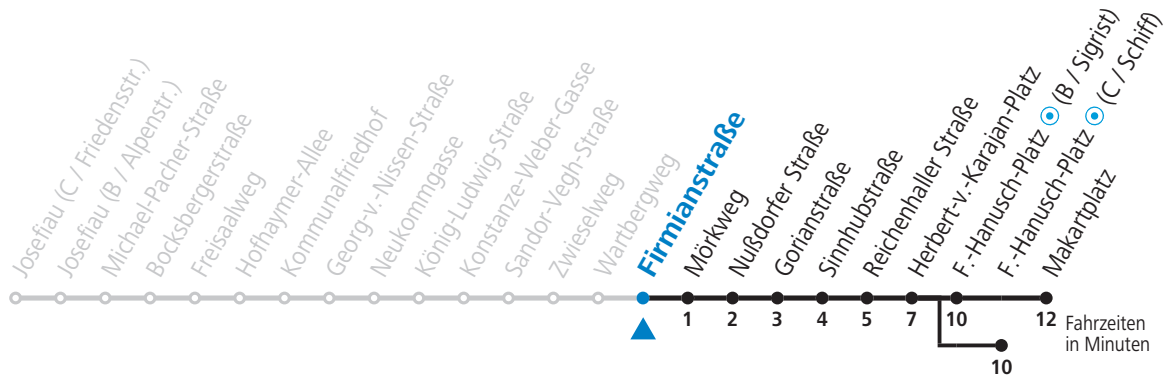 Josefiau (C / Friedensstr.)
Josefiau (B / Alpenstr.)
Michael-Pacher-Straße
Bocksbergerstraße
Freisaalweg
Hofhaymer-Allee
Kommunalfriedhof
Georg-v.-Nissen-Straße
Neukommgasse
König-Ludwig-Straße
Konstanze-Weber-Gasse
Sandor-Vegh-Straße
Zwieselweg
Wartbergweg
Firmianstraße
Mörkweg
Nußdorfer Straße
Gorianstraße
Sinnhubstraße
Reichenhaller Straße
Herbert-v.-Karajan-Platz
F.-Hanusch-Platz (B / Sigrist)
F.-Hanusch-Platz (C / Schiff)
Makartplatz
1 2 3 4 5 7 10 12 Fahrzeiten
in Minuten
10